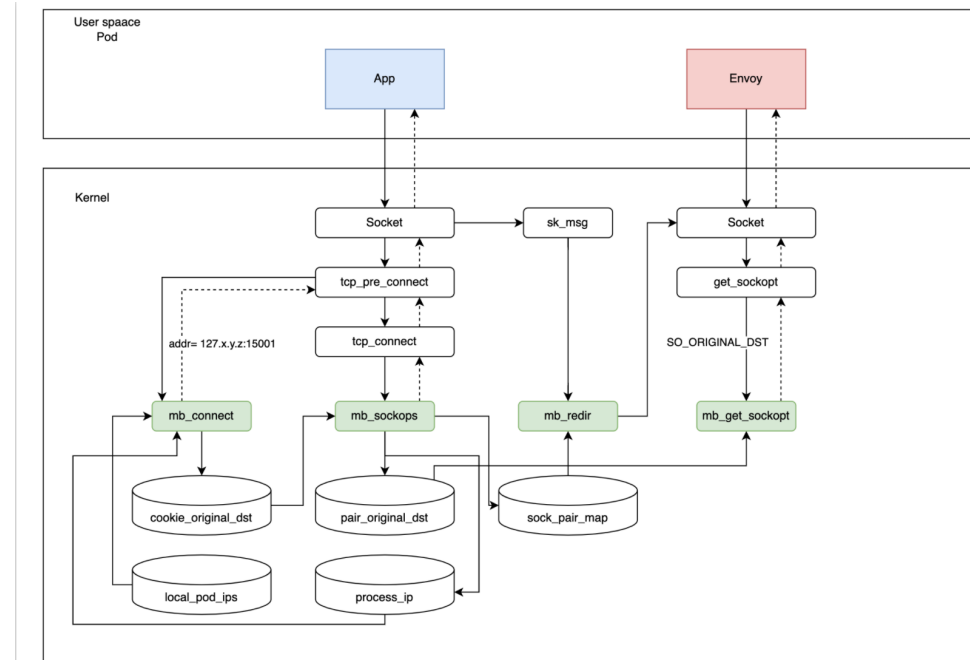 User spaace
Pod
App
Envoy
Kernel
Socket
sk_msg
Socket
tcp_pre_connect
get_sockopt
addr= 127.x.y.z:15001
tcp_connect
SO_ORIGINAL_DST
mb_connect
mb_sockops
mb_redir
mb_get_sockopt
cookie_original_dst
pair_original_dst
sock_pair_map
local_pod_ips
process_ip